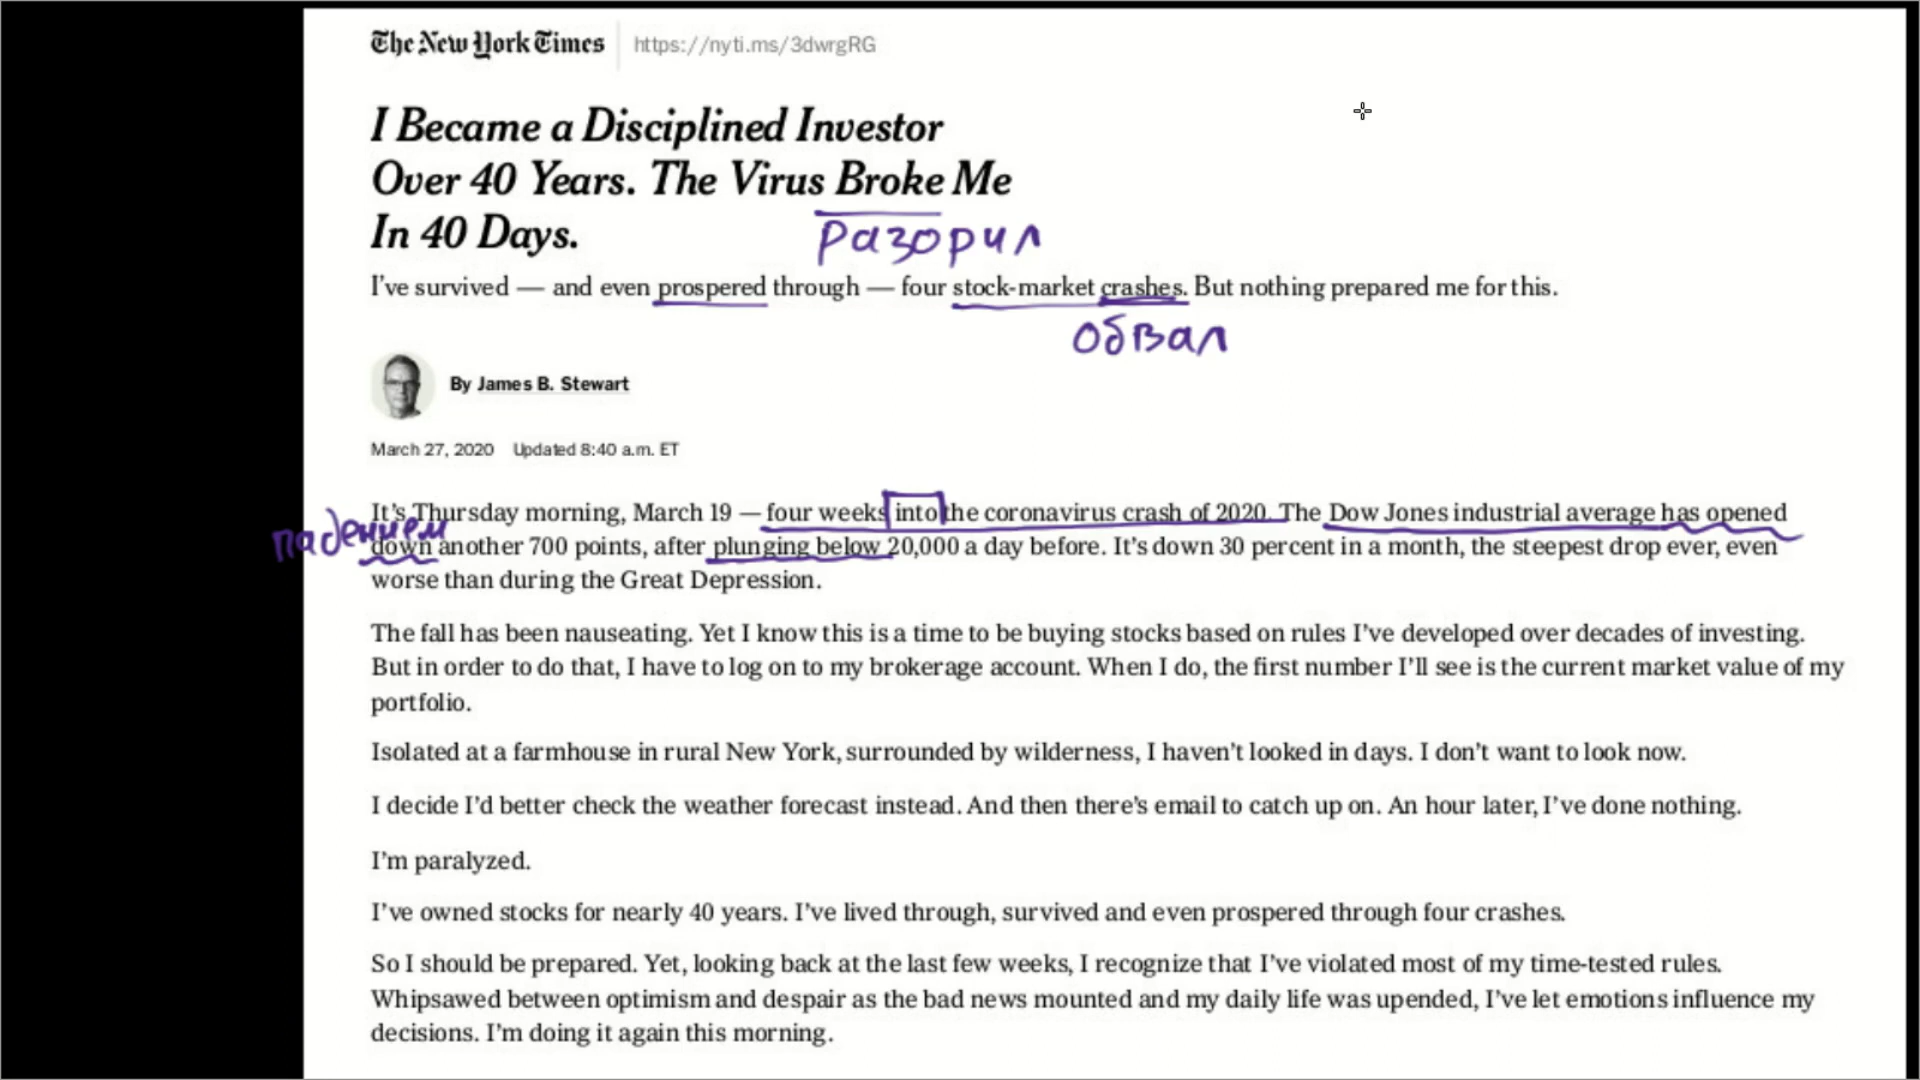 The New York Times https://nyti.ms/3dwrgRG
I Became a Disciplined Investor
Over 40 Years. The Virus Broke Me
In 40 Days.
Разорил
I've survived — and even prospered through — four stock-market crashes. But nothing prepared me for this.
Обвал
By James B. Stewart
March 27, 2020 Updated 8:40 a.m. ET
It's Thursday morning, March 19 — four weeks into the coronavirus crash of 2020. The Dow Jones industrial average has opened
падением
down another 700 points, after plunging below 20,000 a day before. It's down 30 percent in a month, the steepest drop ever, even
worse than during the Great Depression.
The fall has been nauseating. Yet I know this is a time to be buying stocks based on rules I've developed over decades of investing.
But in order to do that, I have to log on to my brokerage account. When I do, the first number I'll see is the current market value of my
portfolio.
Isolated at a farmhouse in rural New York, surrounded by wilderness, I haven't looked in days. I don't want to look now.
I decide I'd better check the weather forecast instead. And then there's email to catch up on. An hour later, I've done nothing.
I'm paralyzed.
I've owned stocks for nearly 40 years. I've lived through, survived and even prospered through four crashes.
So I should be prepared. Yet, looking back at the last few weeks, I recognize that I've violated most of my time-tested rules.
Whipsawed between optimism and despair as the bad news mounted and my daily life was upended, I've let emotions influence my
decisions. I'm doing it again this morning.